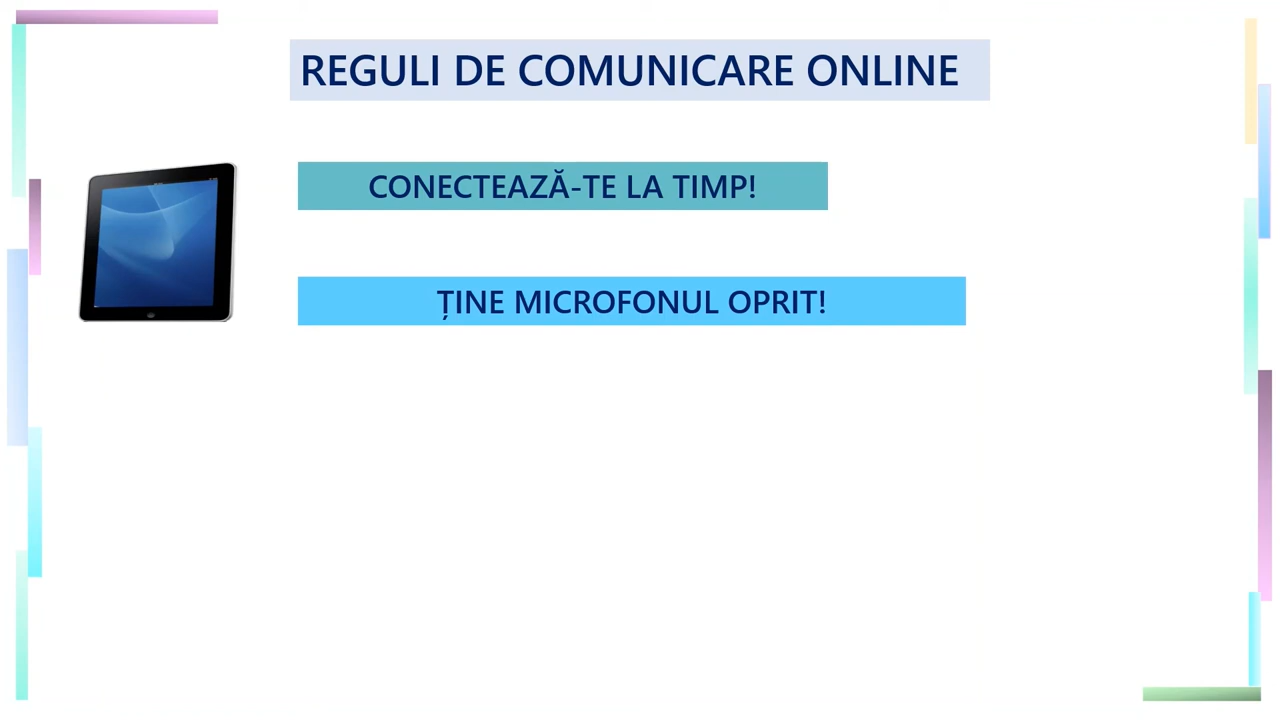 REGULI DE COMUNICARE ONLINE
CONECTEAZĂ-TE LA TIMP!
ȚINE MICROFONUL OPRIT!